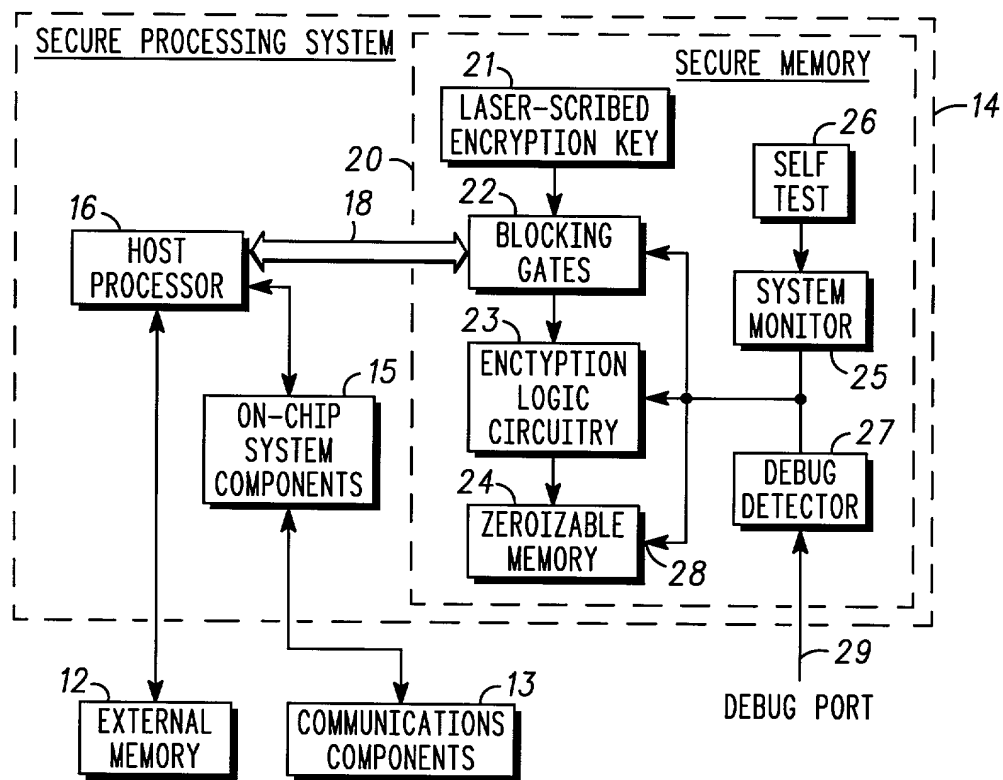 SECURE PROCESSING SYSTEM
SECURE MEMORY
14
21
LASER-SCRIBED
ENCRYPTION KEY
20
26
SELF
TEST
16
HOST
PROCESSOR
18
22
BLOCKING
GATES
SYSTEM
MONITOR
25
23
ENCTYPTION
LOGIC
CIRCUITRY
15
ON-CHIP
SYSTEM
COMPONENTS
27
DEBUG
DETECTOR
24
ZEROIZABLE
MEMORY
28
29
DEBUG PORT
12
EXTERNAL
MEMORY
13
COMMUNICATIONS
COMPONENTS